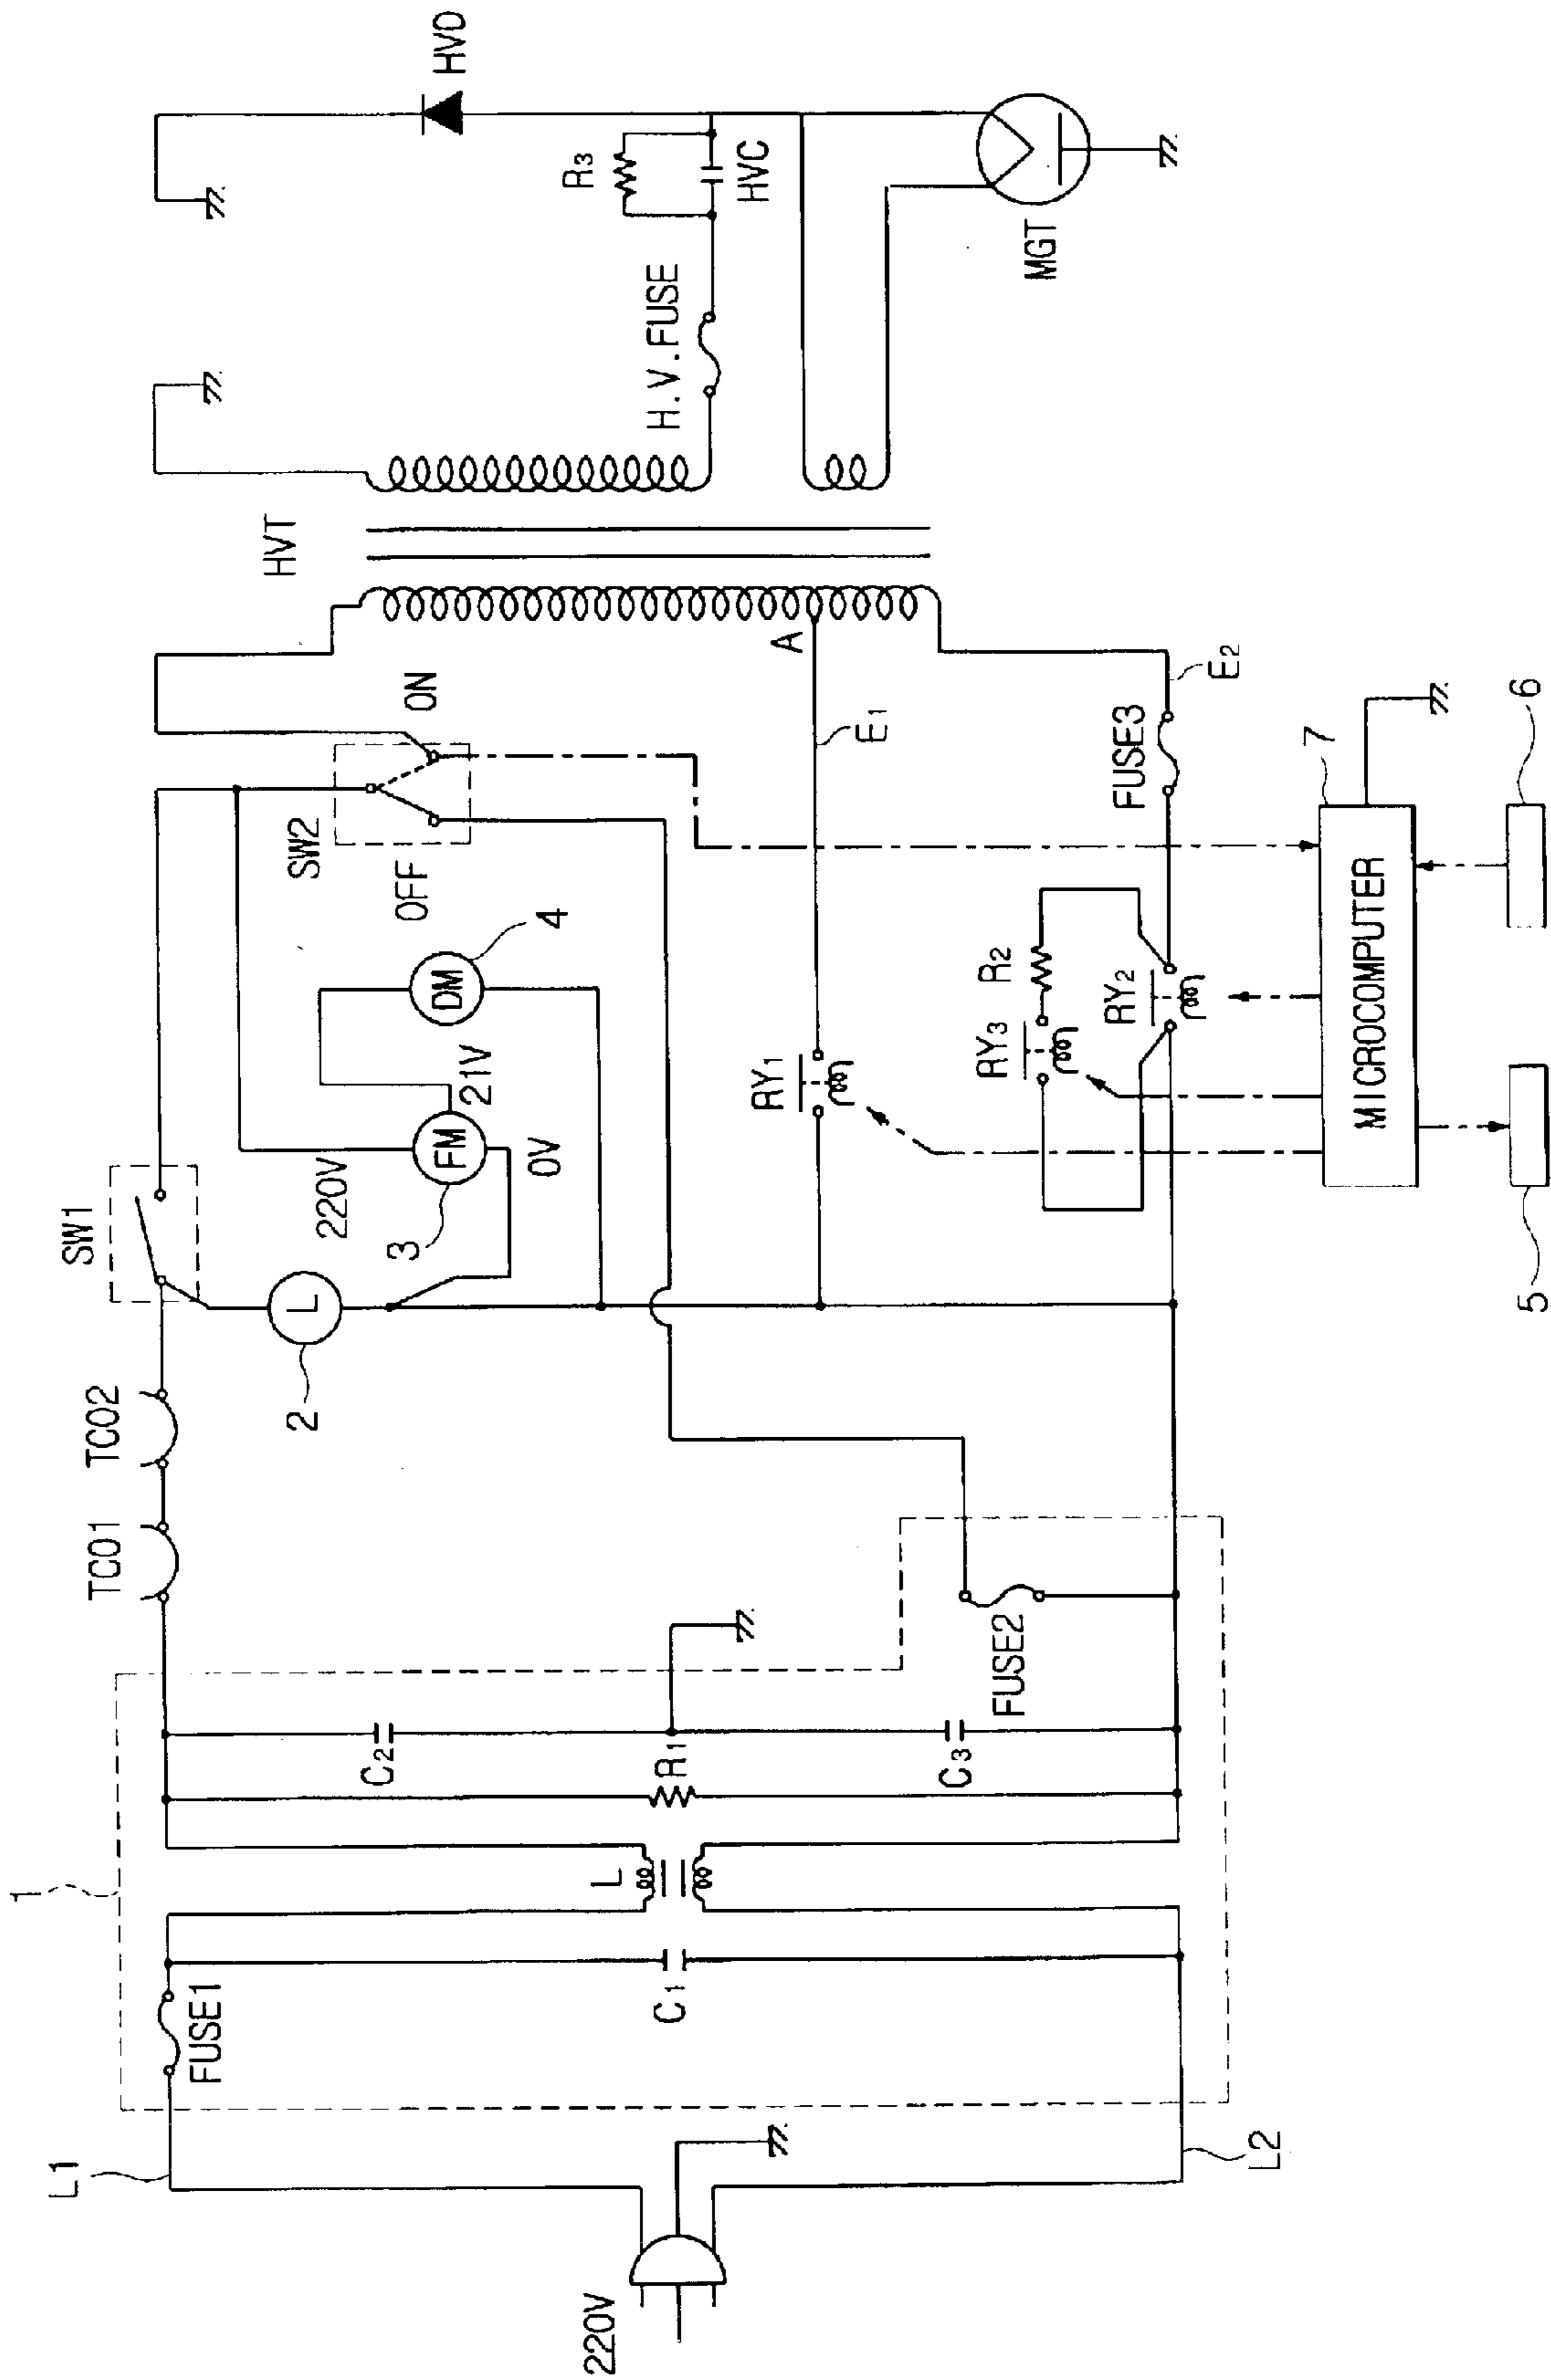 220V
L1
L2
1
FUSE1
C1
L
R1
C2
C3
FUSE2
TCO1
TCO2
SW1
L
2
220V
FM
3
0V
21V
DM
4
SW2
OFF
ON
RY1
E1
A
RY3
R2
RY2
FUSE3
E2
MICROCOMPUTER
7
5
6
HVT
H.V.FUSE
R3
HVC
HVD
MGT